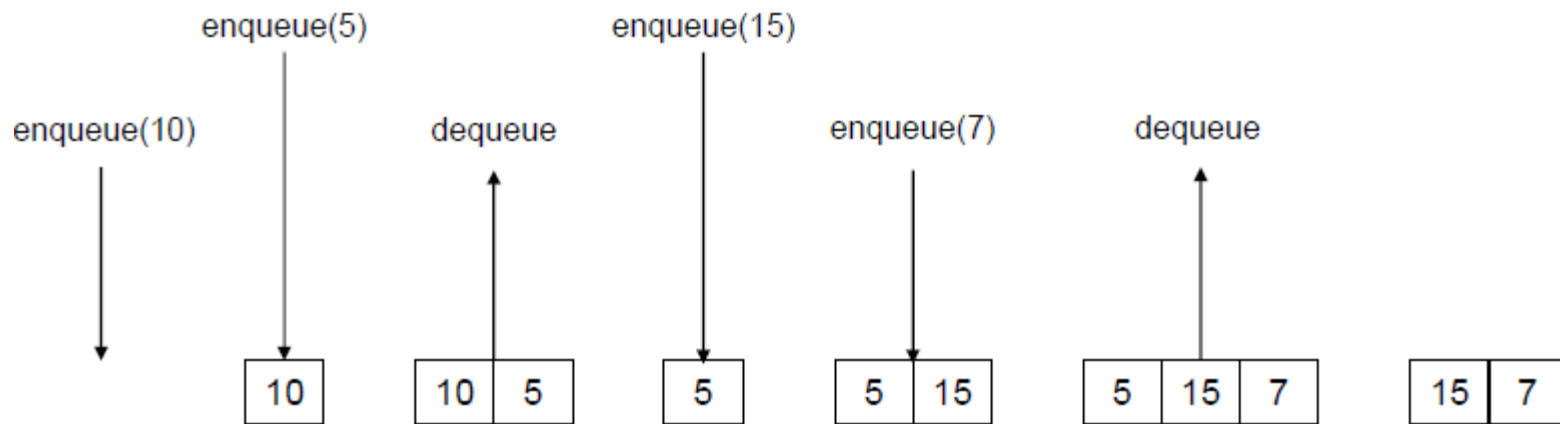 enqueue(5) enqueue(15)
enqueue(10) dequeue enqueue(7) dequeue
10 10 5 5 5 15 5 15 7 15 7